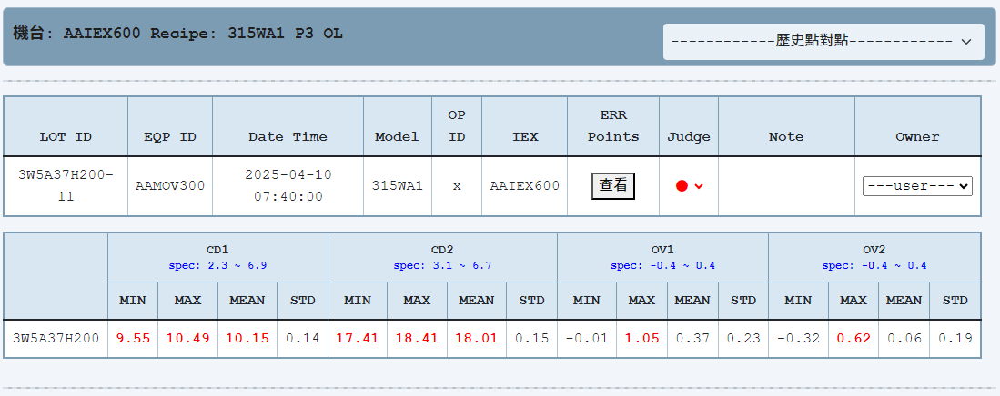 機台: AAIEX600 Recipe: 315WA1 P3 OL
------------歷史點對點------------
LOT ID EQP ID Date Time Model OP ID IEX ERR Points Judge Note Owner
3W5A37H200-11 AAMOV300 2025-04-10 07:40:00 315WA1 x AAIEX600 查看 ---user---
CD1 CD2 OV1 OV2
spec: 2.3 ~ 6.9 spec: 3.1 ~ 6.7 spec: -0.4 ~ 0.4 spec: -0.4 ~ 0.4
MIN MAX MEAN STD MIN MAX MEAN STD MIN MAX MEAN STD MIN MAX MEAN STD
3W5A37H200 9.55 10.49 10.15 0.14 17.41 18.41 18.01 0.15 -0.01 1.05 0.37 0.23 -0.32 0.62 0.06 0.19